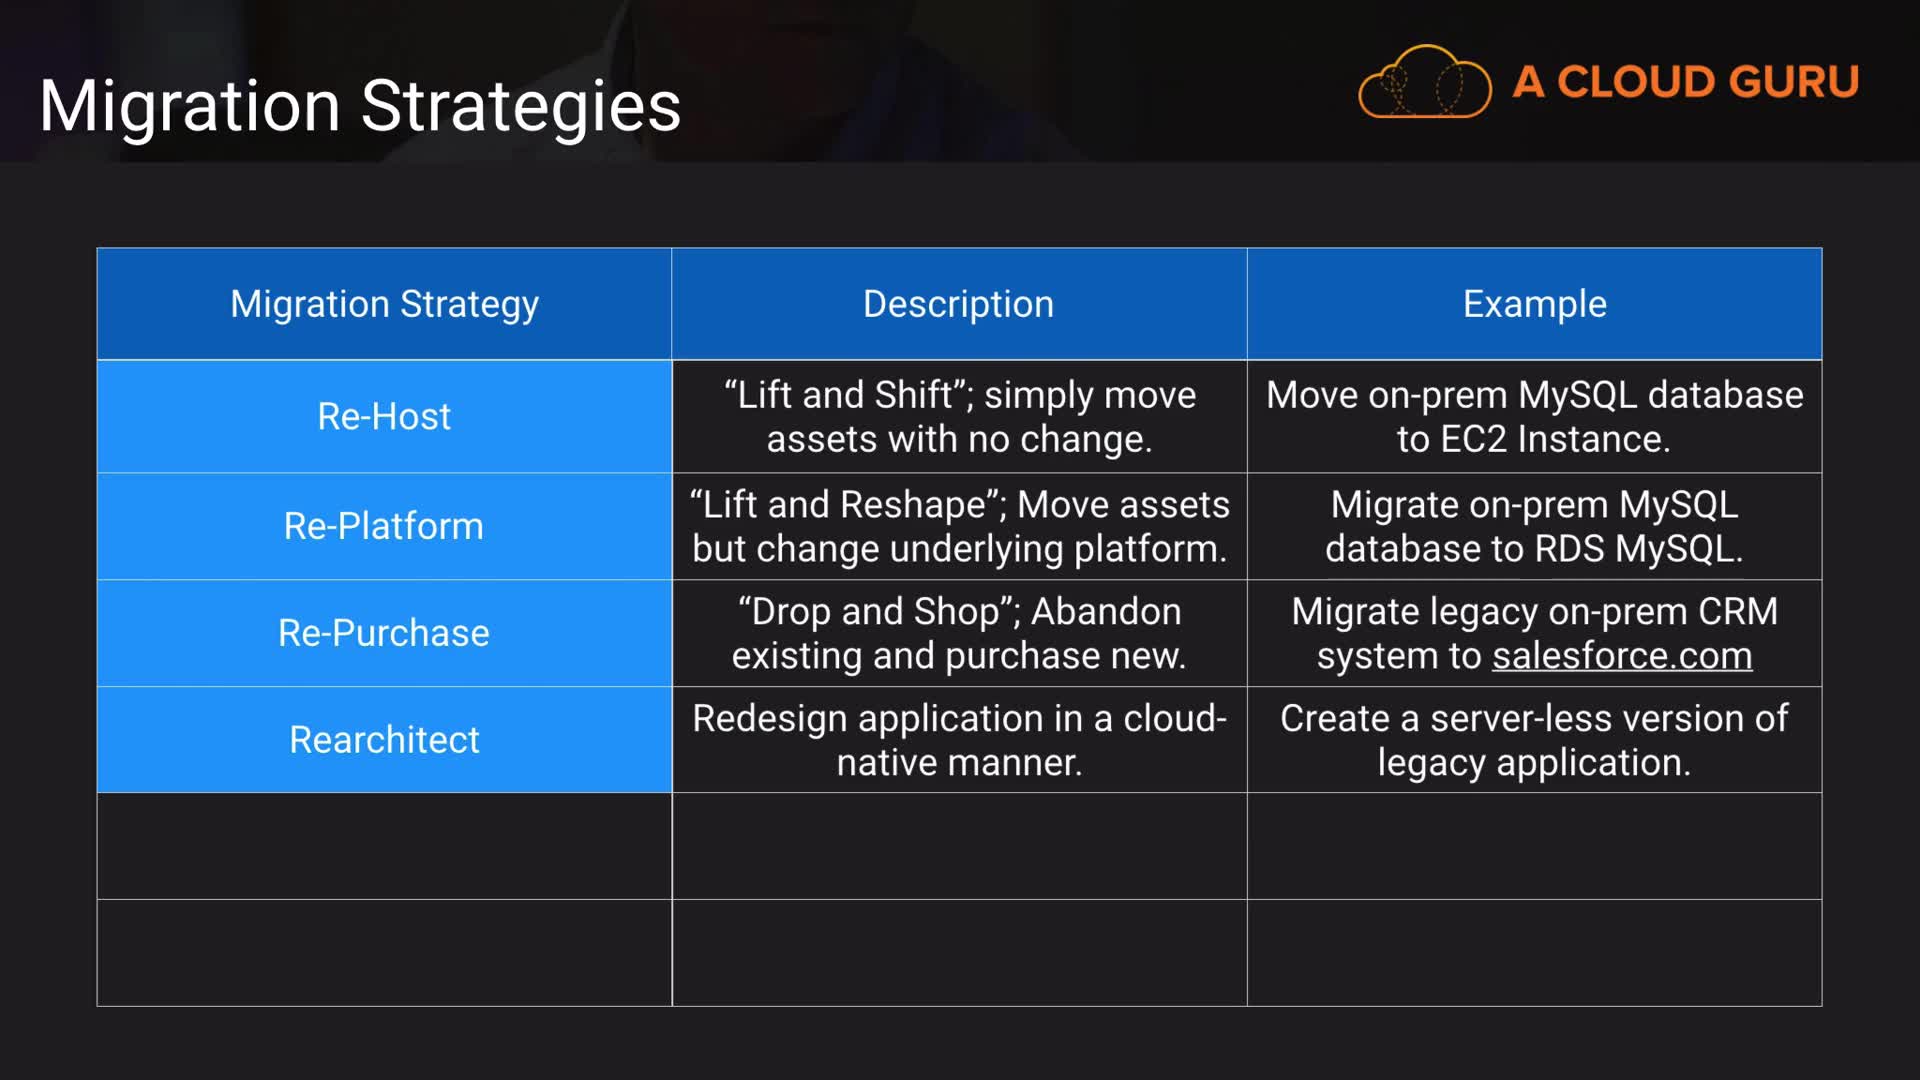 Migration Strategies
A CLOUD GURU
Migration Strategy
Description
Example
Re-Host
“Lift and Shift”; simply move
assets with no change.
Move on-prem MySQL database
to EC2 Instance.
Re-Platform
“Lift and Reshape”; Move assets
but change underlying platform.
Migrate on-prem MySQL
database to RDS MySQL.
Re-Purchase
“Drop and Shop”; Abandon
existing and purchase new.
Migrate legacy on-prem CRM
system to salesforce.com
Rearchitect
Redesign application in a cloud-
native manner.
Create a server-less version of
legacy application.